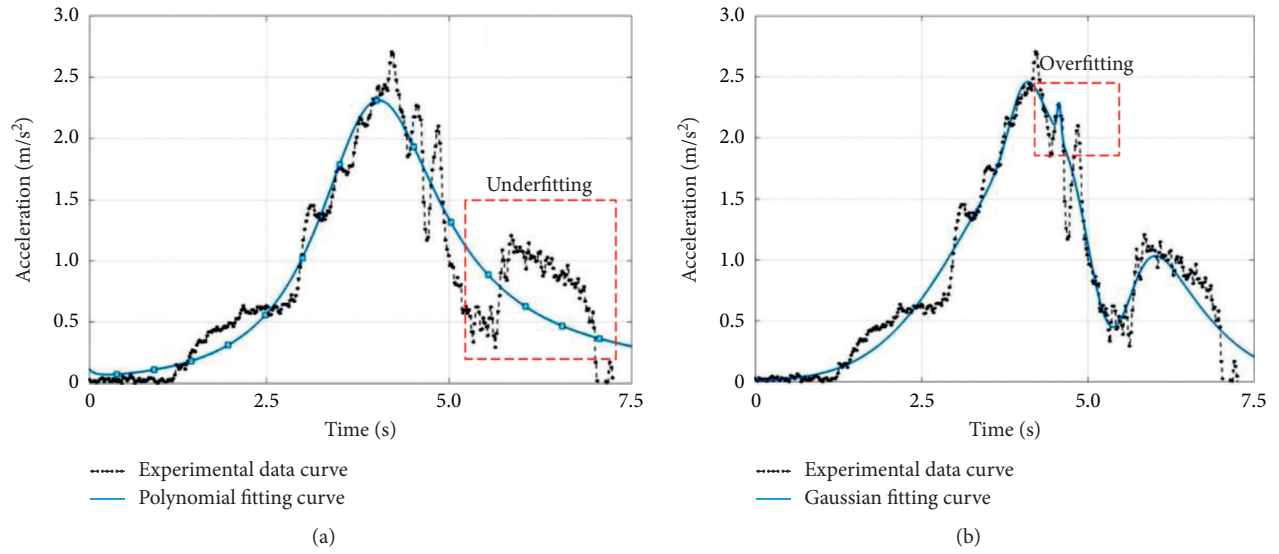 3.0
2.5
2.0
1.5
1.0
0.5
0
Acceleration (m/s²)
Underfitting
0
2.5
5.0
7.5
Time (s)
Experimental data curve
Polynomial fitting curve
(a)
3.0
2.5
2.0
1.5
1.0
0.5
0
Acceleration (m/s²)
Overfitting
0
2.5
5.0
7.5
Time (s)
Experimental data curve
Gaussian fitting curve
(b)